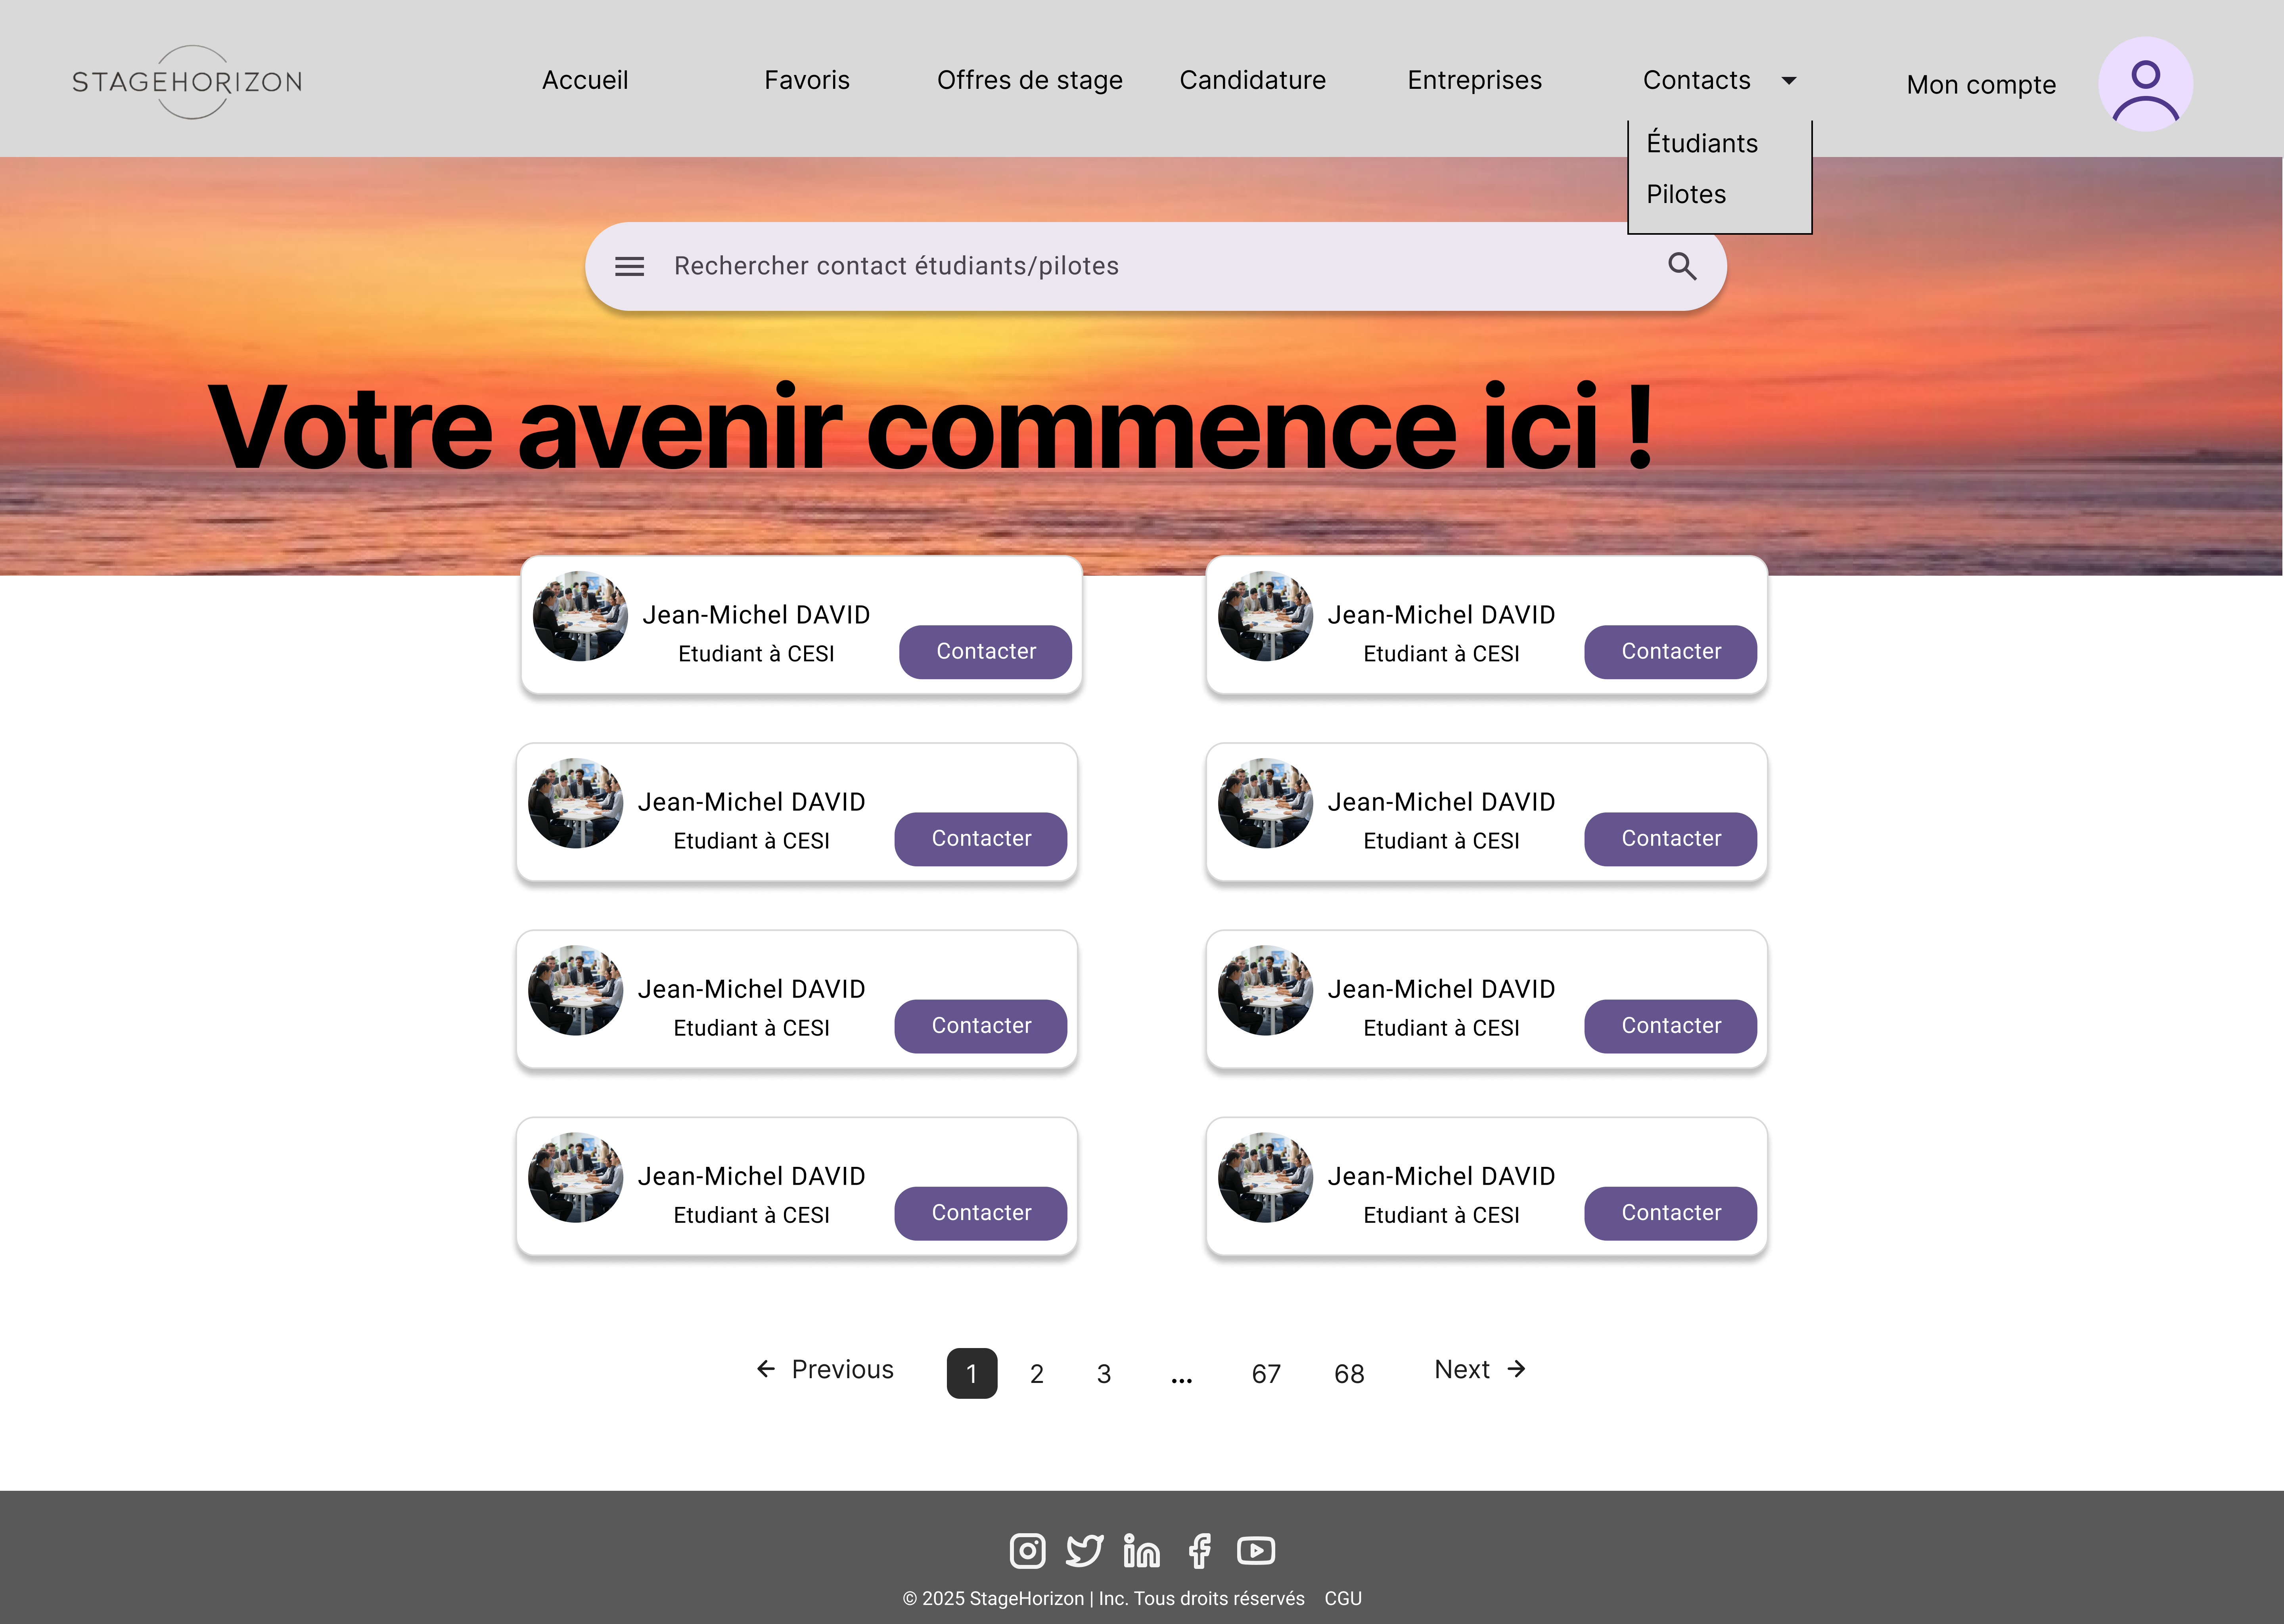 STAGEHORIZON
Accueil Favoris Offres de stage Candidature Entreprises Contacts Mon compte
Étudiants
Pilotes
Rechercher contact étudiants/pilotes
Votre avenir commence ici !
Jean-Michel DAVID
Etudiant à CESI
Contacter
Jean-Michel DAVID
Etudiant à CESI
Contacter
Jean-Michel DAVID
Etudiant à CESI
Contacter
Jean-Michel DAVID
Etudiant à CESI
Contacter
Jean-Michel DAVID
Etudiant à CESI
Contacter
Jean-Michel DAVID
Etudiant à CESI
Contacter
Jean-Michel DAVID
Etudiant à CESI
Contacter
Jean-Michel DAVID
Etudiant à CESI
Contacter
Previous 1 2 3 ... 67 68 Next
© 2025 StageHorizon | Inc. Tous droits réservés CGU